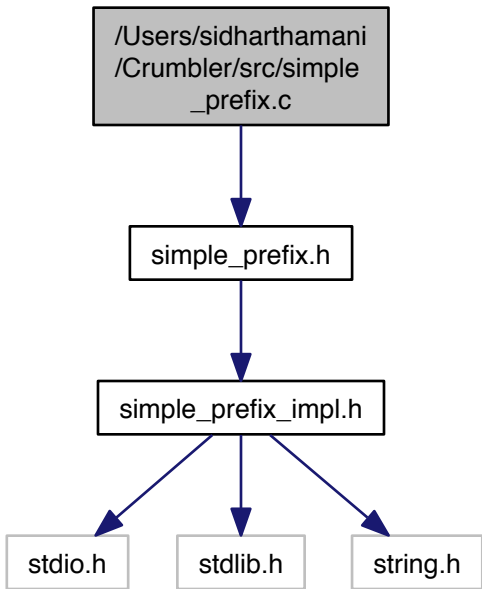 /Users/sidharthamani
/Crumbler/src/simple
_prefix.c
simple_prefix.h
simple_prefix_impl.h
stdio.h
stdlib.h
string.h